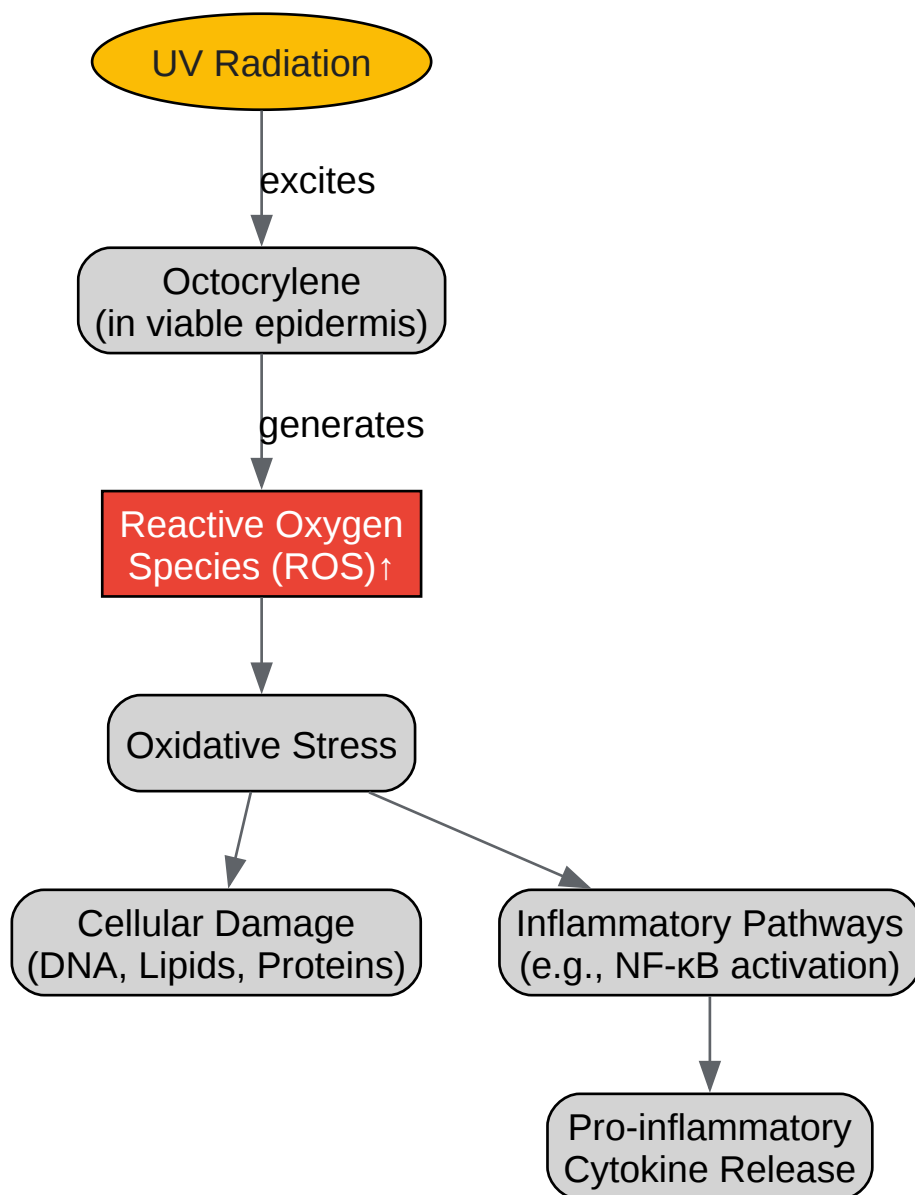 UV Radiation
excites
Octocrylene
(in viable epidermis)
generates
Reactive Oxygen
Species (ROS)↑
Oxidative Stress
Cellular Damage
(DNA, Lipids, Proteins)
Inflammatory Pathways
(e.g., NF-κB activation)
Pro-inflammatory
Cytokine Release